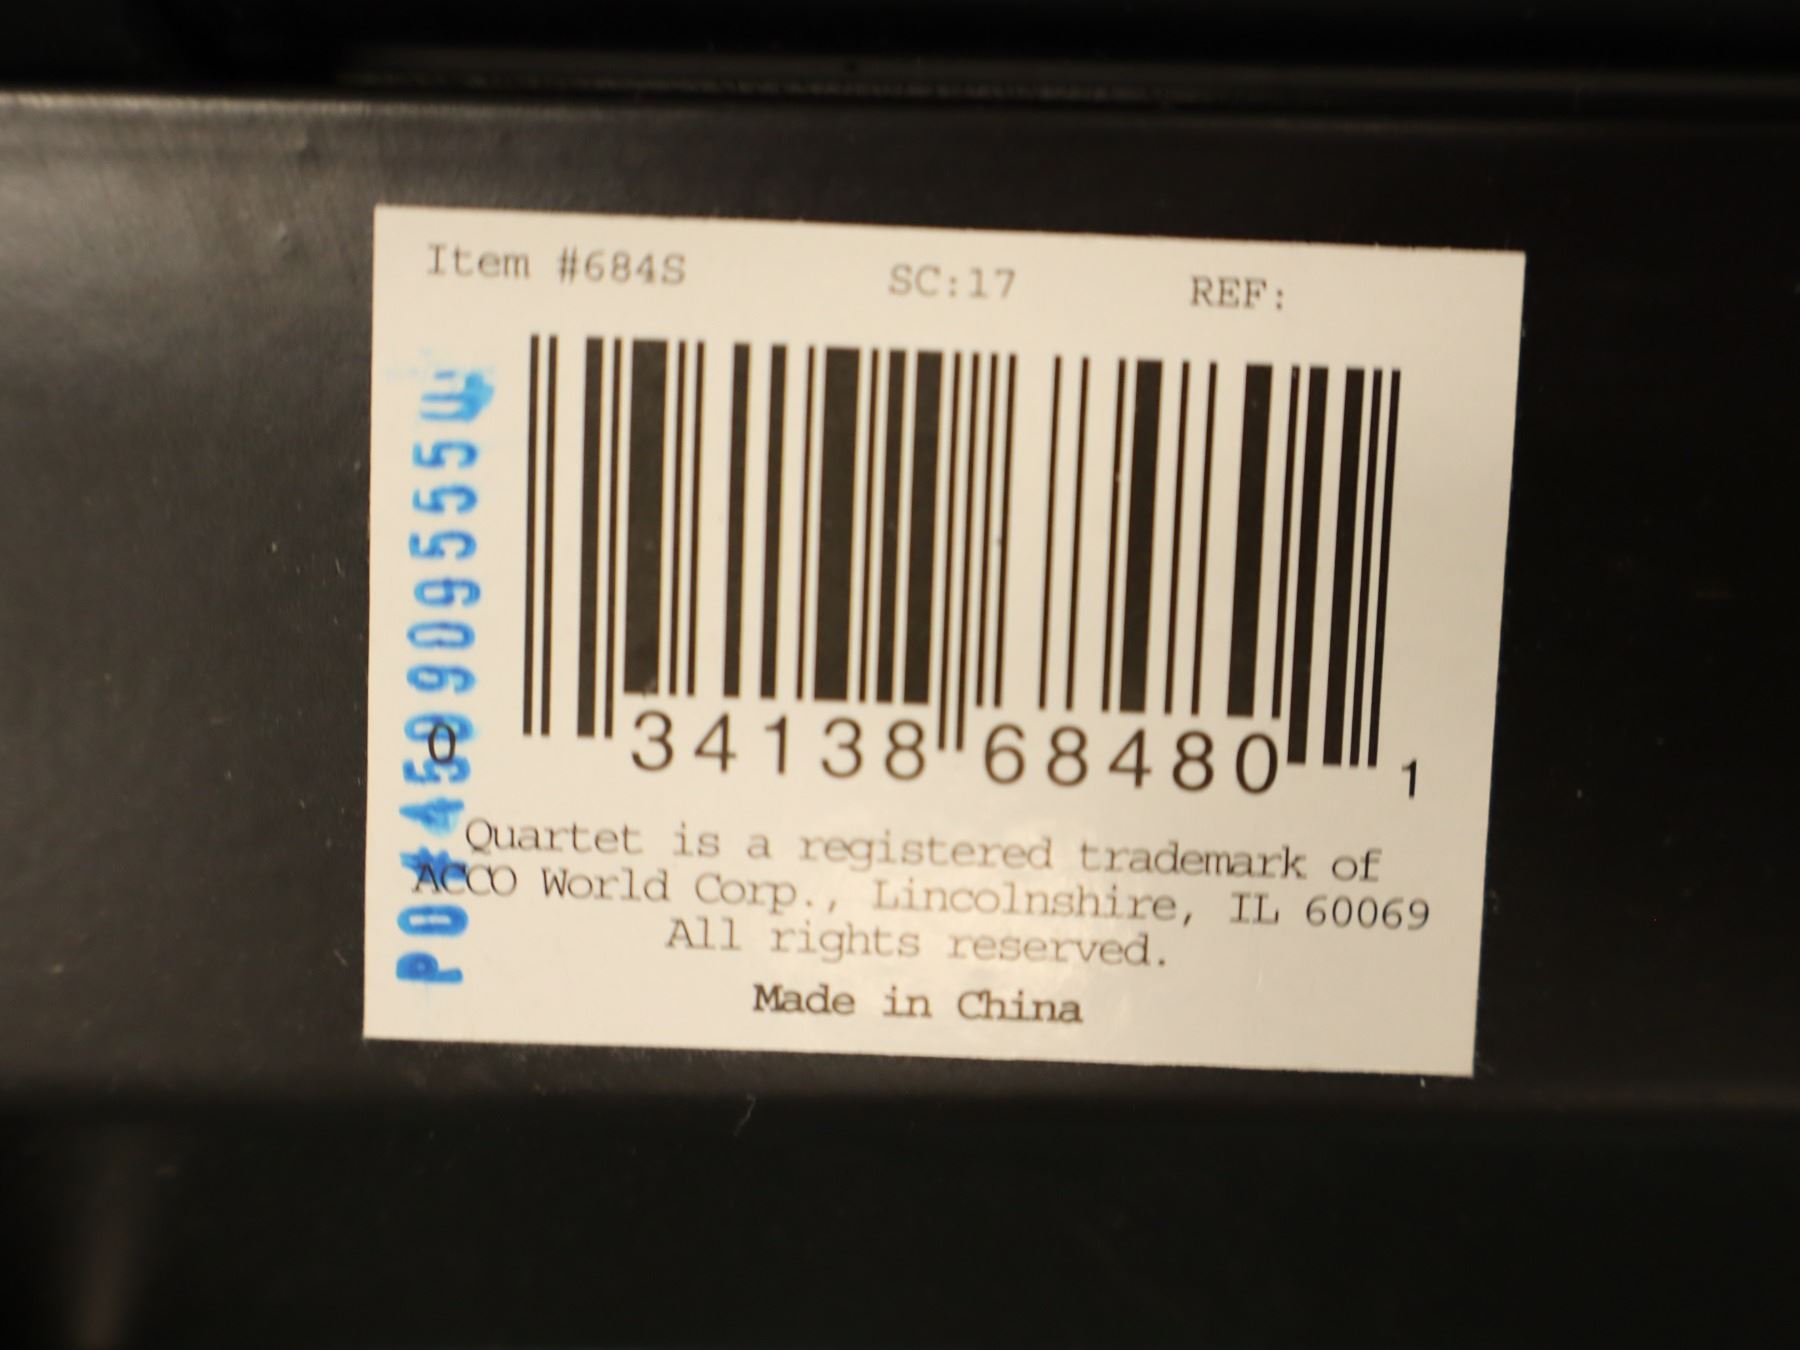 Item #684S SC:17 REF:
0 34138 68480 1
Quartet is a registered trademark of
ACCO World Corp., Lincolnshire, IL 60069
All rights reserved.
Made in China